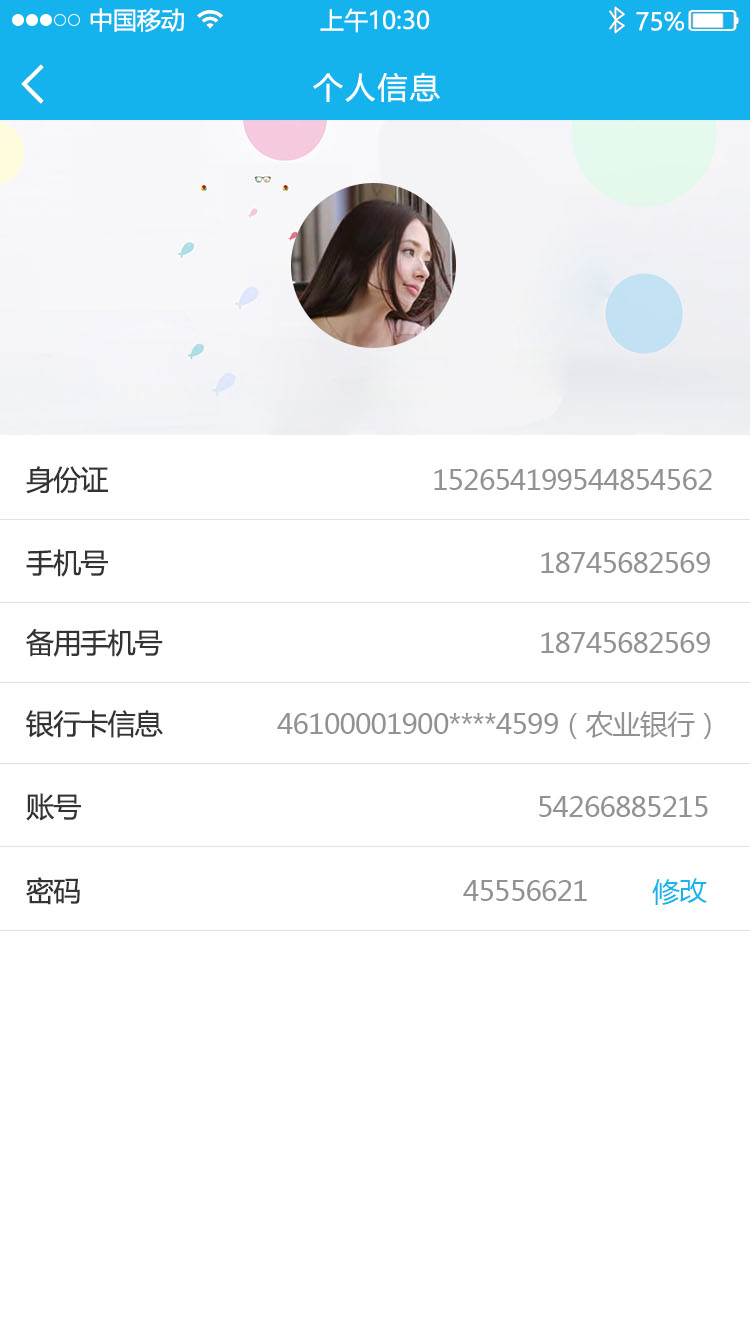 中国移动 上午10:30 75%
个人信息
身份证 152654199544854562
手机号 18745682569
备用手机号 18745682569
银行卡信息 46100001900****4599（农业银行）
账号 54266885215
密码 45556621 修改